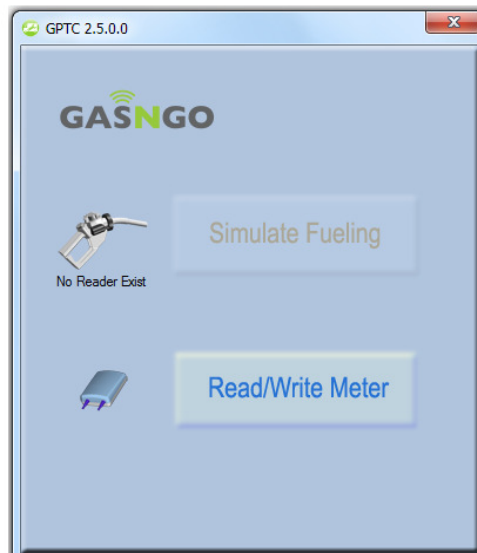 GPTC 2.5.0.0
GASNGO
Simulate Fueling
No Reader Exist
Read/Write Meter